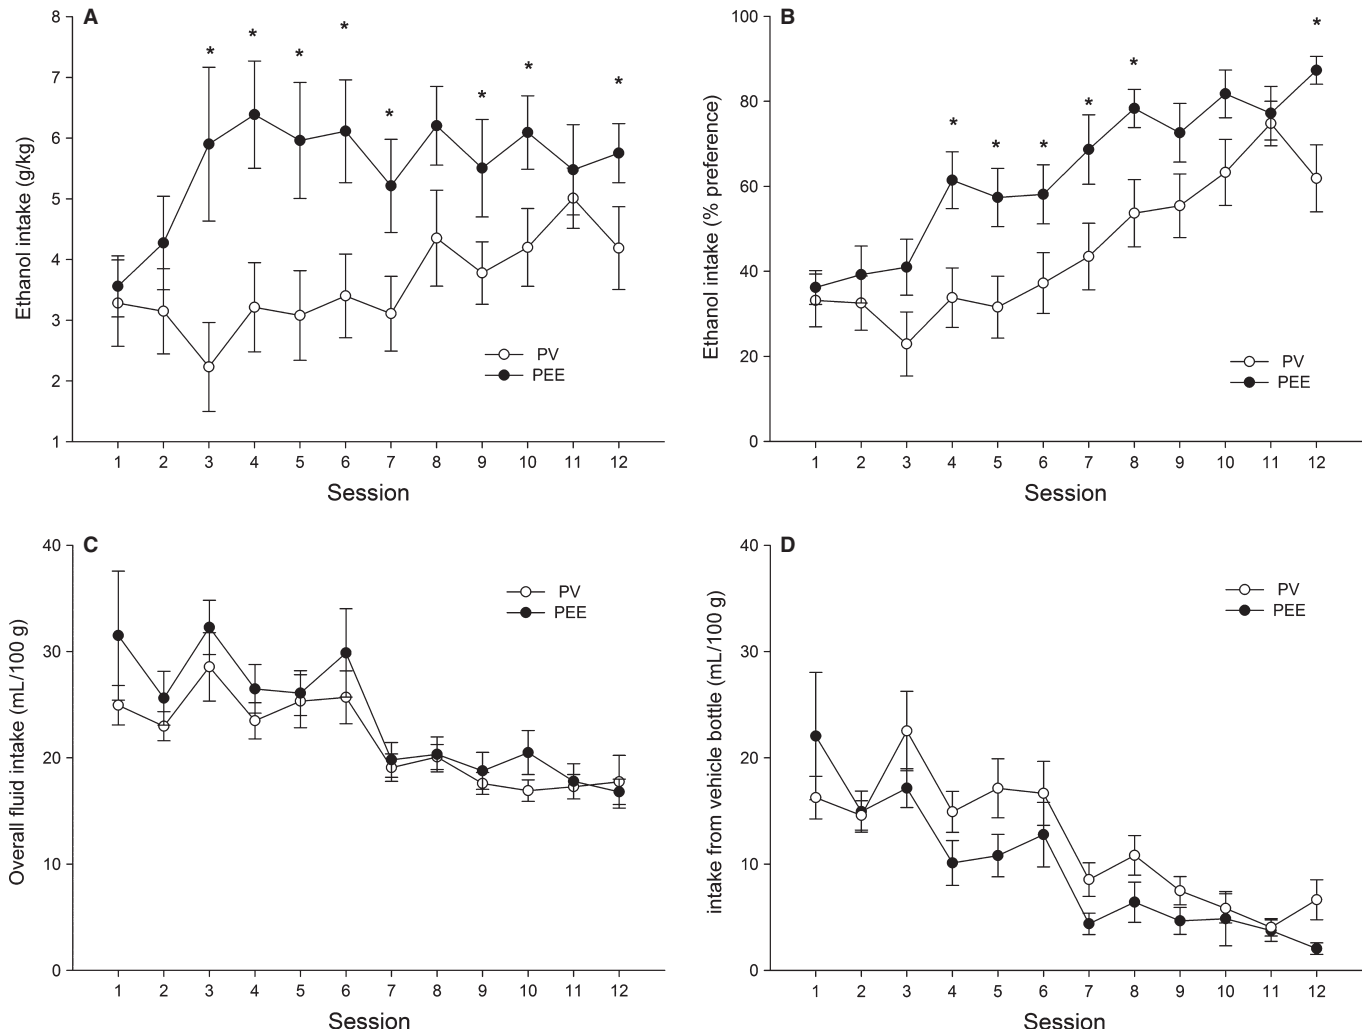 A
8
7
6
5
4
3
2
1
Ethanol intake (g/kg)
* * * * * * * *
PV
PEE
1 2 3 4 5 6 7 8 9 10 11 12
Session
B
100
80
60
40
20
0
Ethanol intake (% preference)
* * * * * *
PV
PEE
1 2 3 4 5 6 7 8 9 10 11 12
Session
C
40
30
20
10
0
Overall fluid intake (mL/100 g)
PV
PEE
1 2 3 4 5 6 7 8 9 10 11 12
Session
D
40
30
20
10
0
intake from vehicle bottle (mL/100 g)
PV
PEE
1 2 3 4 5 6 7 8 9 10 11 12
Session